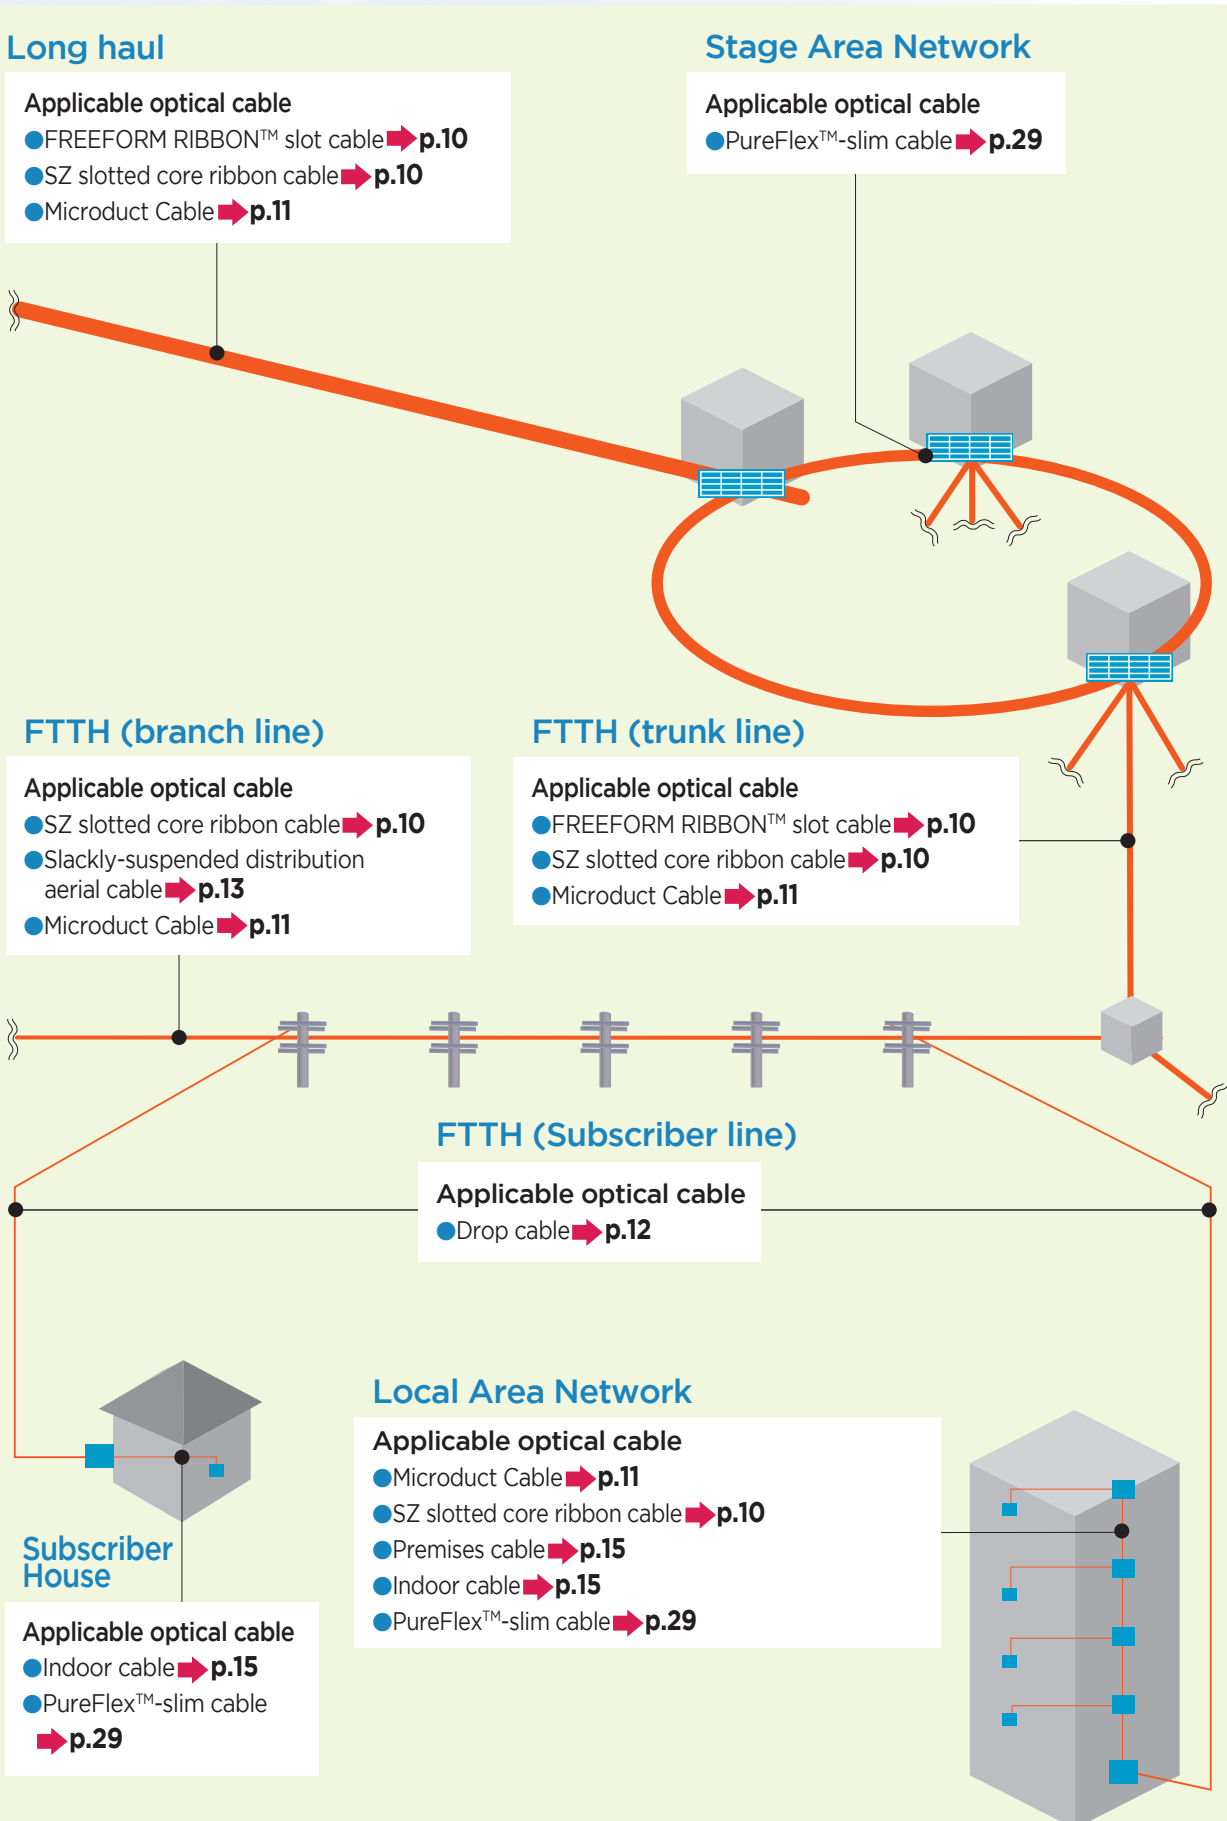 Long haul
Applicable optical cable
●FREEFORM RIBBON™ slot cable➡p.10
●SZ slotted core ribbon cable➡p.10
●Microduct Cable➡p.11
Stage Area Network
Applicable optical cable
●PureFlex™-slim cable➡p.29
FTTH (branch line)
Applicable optical cable
●SZ slotted core ribbon cable➡p.10
●Slackly-suspended distribution
aerial cable➡p.13
●Microduct Cable➡p.11
FTTH (trunk line)
Applicable optical cable
●FREEFORM RIBBON™ slot cable➡p.10
●SZ slotted core ribbon cable➡p.10
●Microduct Cable➡p.11
FTTH (Subscriber line)
Applicable optical cable
●Drop cable➡p.12
Local Area Network
Applicable optical cable
●Microduct Cable➡p.11
●SZ slotted core ribbon cable➡p.10
●Premises cable➡p.15
●Indoor cable➡p.15
●PureFlex™-slim cable➡p.29
Subscriber
House
Applicable optical cable
●Indoor cable➡p.15
●PureFlex™-slim cable
➡p.29